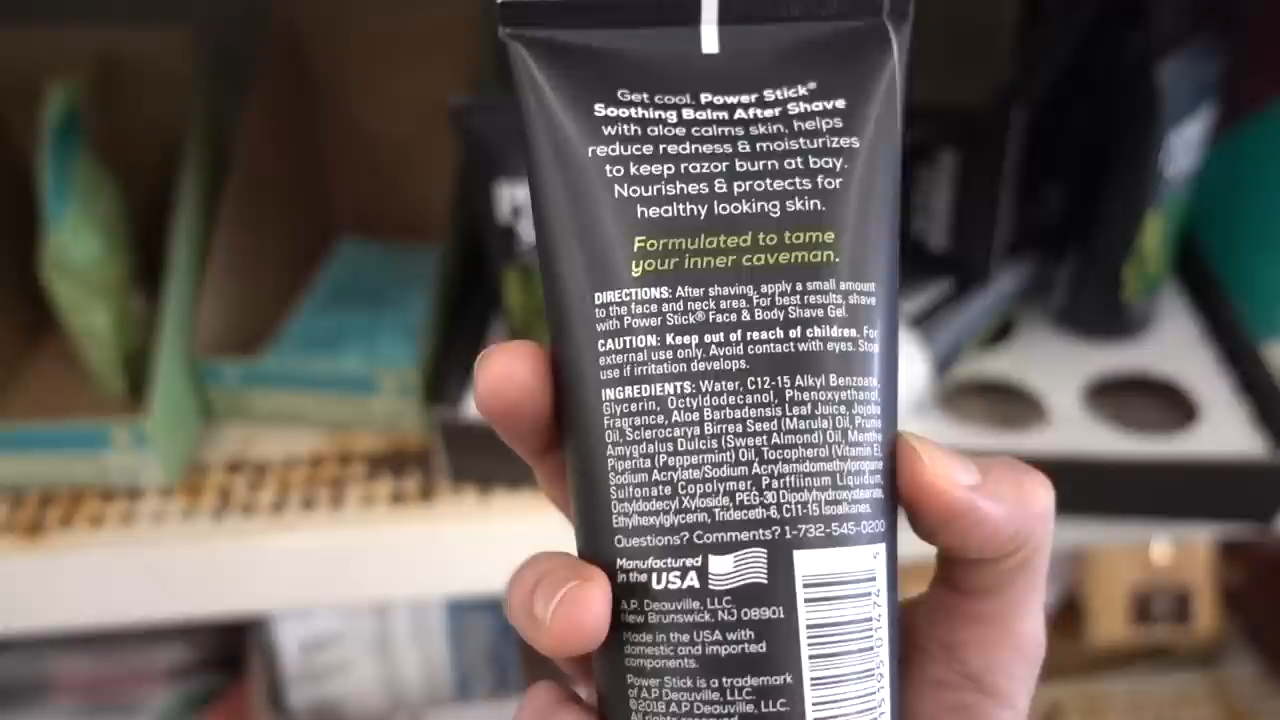 Get cool. Power Stick®
Soothing Balm After Shave
with aloe calms skin, helps
reduce redness & moisturizes
to keep razor burn at bay.
Nourishes & protects for
healthy looking skin.
Formulated to tame
your inner caveman.
DIRECTIONS: After shaving, apply a small amount
to the face and neck area. For best results, shave
with Power Stick® Face & Body Shave Gel.
CAUTION: Keep out of reach of children. For
external use only. Avoid contact with eyes. Stop
use if irritation develops.
INGREDIENTS: Water, C12-15 Alkyl Benzoate,
Glycerin, Octyldodecanol, Phenoxyethanol,
Fragrance, Aloe Barbadensis Leaf Juice, Jojoba
Oil, Sclerocarya Birrea Seed (Marula) Oil, Prunus
Amygdalus Dulcis (Sweet Almond) Oil, Mentha
Piperita (Peppermint) Oil, Tocopherol (Vitamin E),
Sodium Acrylate/Sodium Acrylamidomethylpropane
Sulfonate Copolymer, Parffiinum Liquidum,
Octyldodecyl Xyloside, PEG-30 Dipolyhydroxystearate,
Ethylhexylglycerin, Trideceth-6, C11-15 Isoalkanes.
Questions? Comments? 1-732-545-0200
Manufactured
in the USA
A.P. Deauville, LLC.
New Brunswick, NJ 08901
Made in the USA with
domestic and imported
components.
Power Stick is a trademark
of A.P Deauville, LLC.
©2018 A.P Deauville, LLC.
All rights reserved